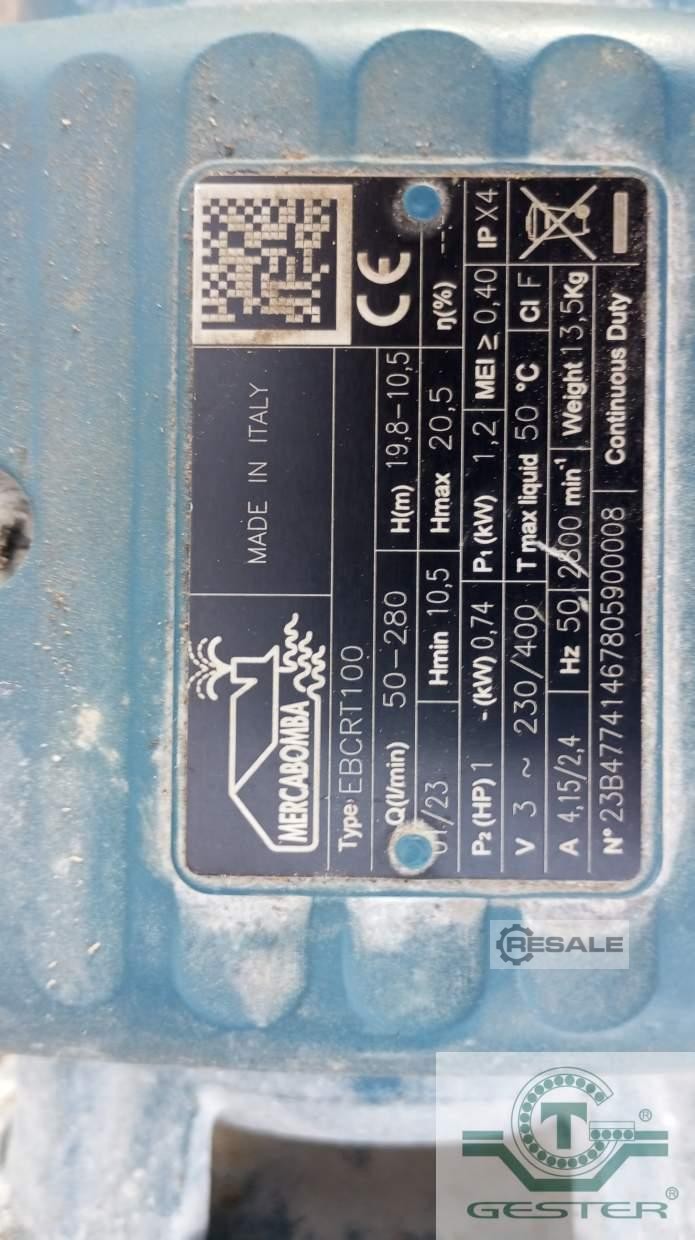 MERCABOMBA
MADE IN ITALY
Type: EBCRT100
CE
Q(l/min) 50-280 H(m) 19,8-10,5
01/23 Hmin 10,5 Hmax 20,5 η(%) ---
P₂ (HP) 1 - (kW) 0,74 P₁ (kW) 1,2 MEI ≥ 0,40 IP X4
V 3 ~ 230/400 T max liquid 50 °C Cl F
A 4,15/2,4 Hz 50 2800 min⁻¹ Weight 13,5Kg
N° 23B47741467805900008 Continuous Duty
RESALE
T ®
GESTER ®